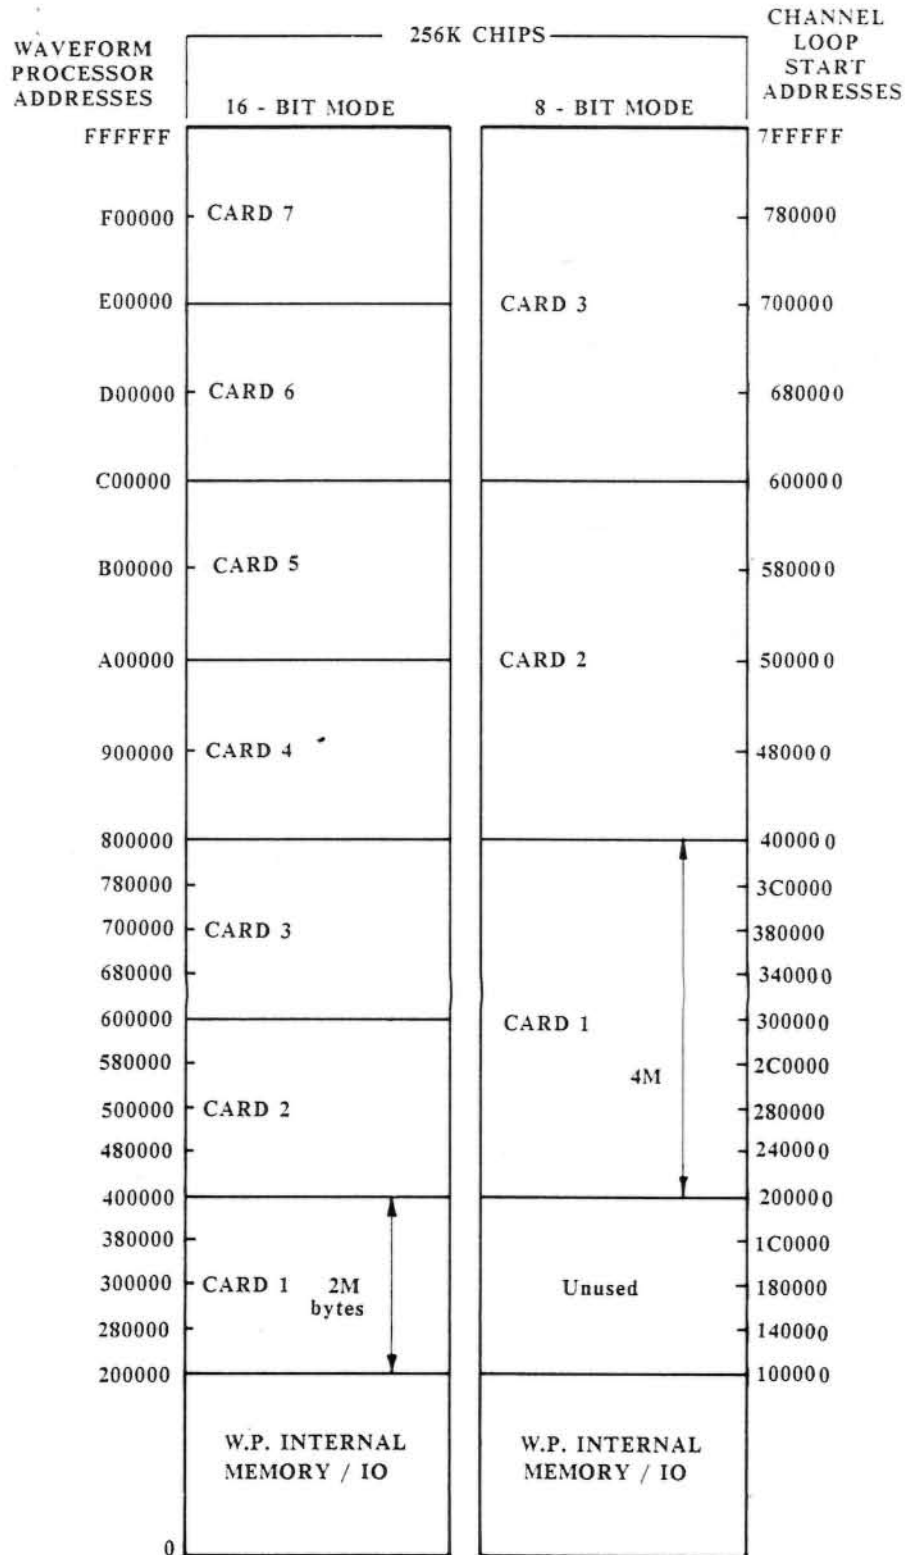 256K CHIPS
WAVEFORM
PROCESSOR
ADDRESSES
CHANNEL
LOOP
START
ADDRESSES
16 - BIT MODE
8 - BIT MODE
FFFFFF
7FFFFF
F00000
CARD 7
780000
E00000
CARD 3
700000
D00000
CARD 6
680000
C00000
600000
B00000
CARD 5
580000
A00000
CARD 2
500000
900000
CARD 4
480000
800000
400000
780000
3C0000
700000
CARD 3
380000
680000
340000
600000
CARD 1
300000
580000
4M
2C0000
500000
CARD 2
280000
480000
240000
400000
200000
380000
1C0000
300000
CARD 1
2M
bytes
Unused
180000
280000
140000
200000
100000
W.P. INTERNAL
MEMORY / IO
W.P. INTERNAL
MEMORY / IO
0